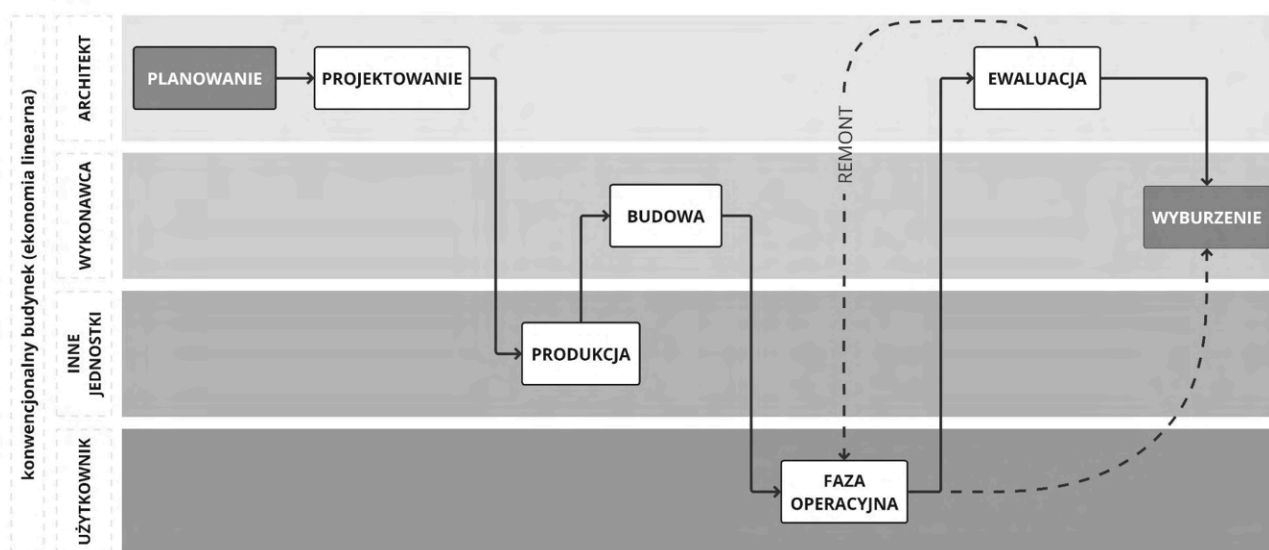 konwencjonalny budynek (ekonomia linearna)
ARCHITEKT
PLANOWANIE
PROJEKTOWANIE
EWALUACJA
REMONT
WYKONAWCA
BUDOWA
WYBURZENIE
INNE
JEDNOSTKI
PRODUKCJA
UŻYTKOWNIK
FAZA
OPERACYJNA